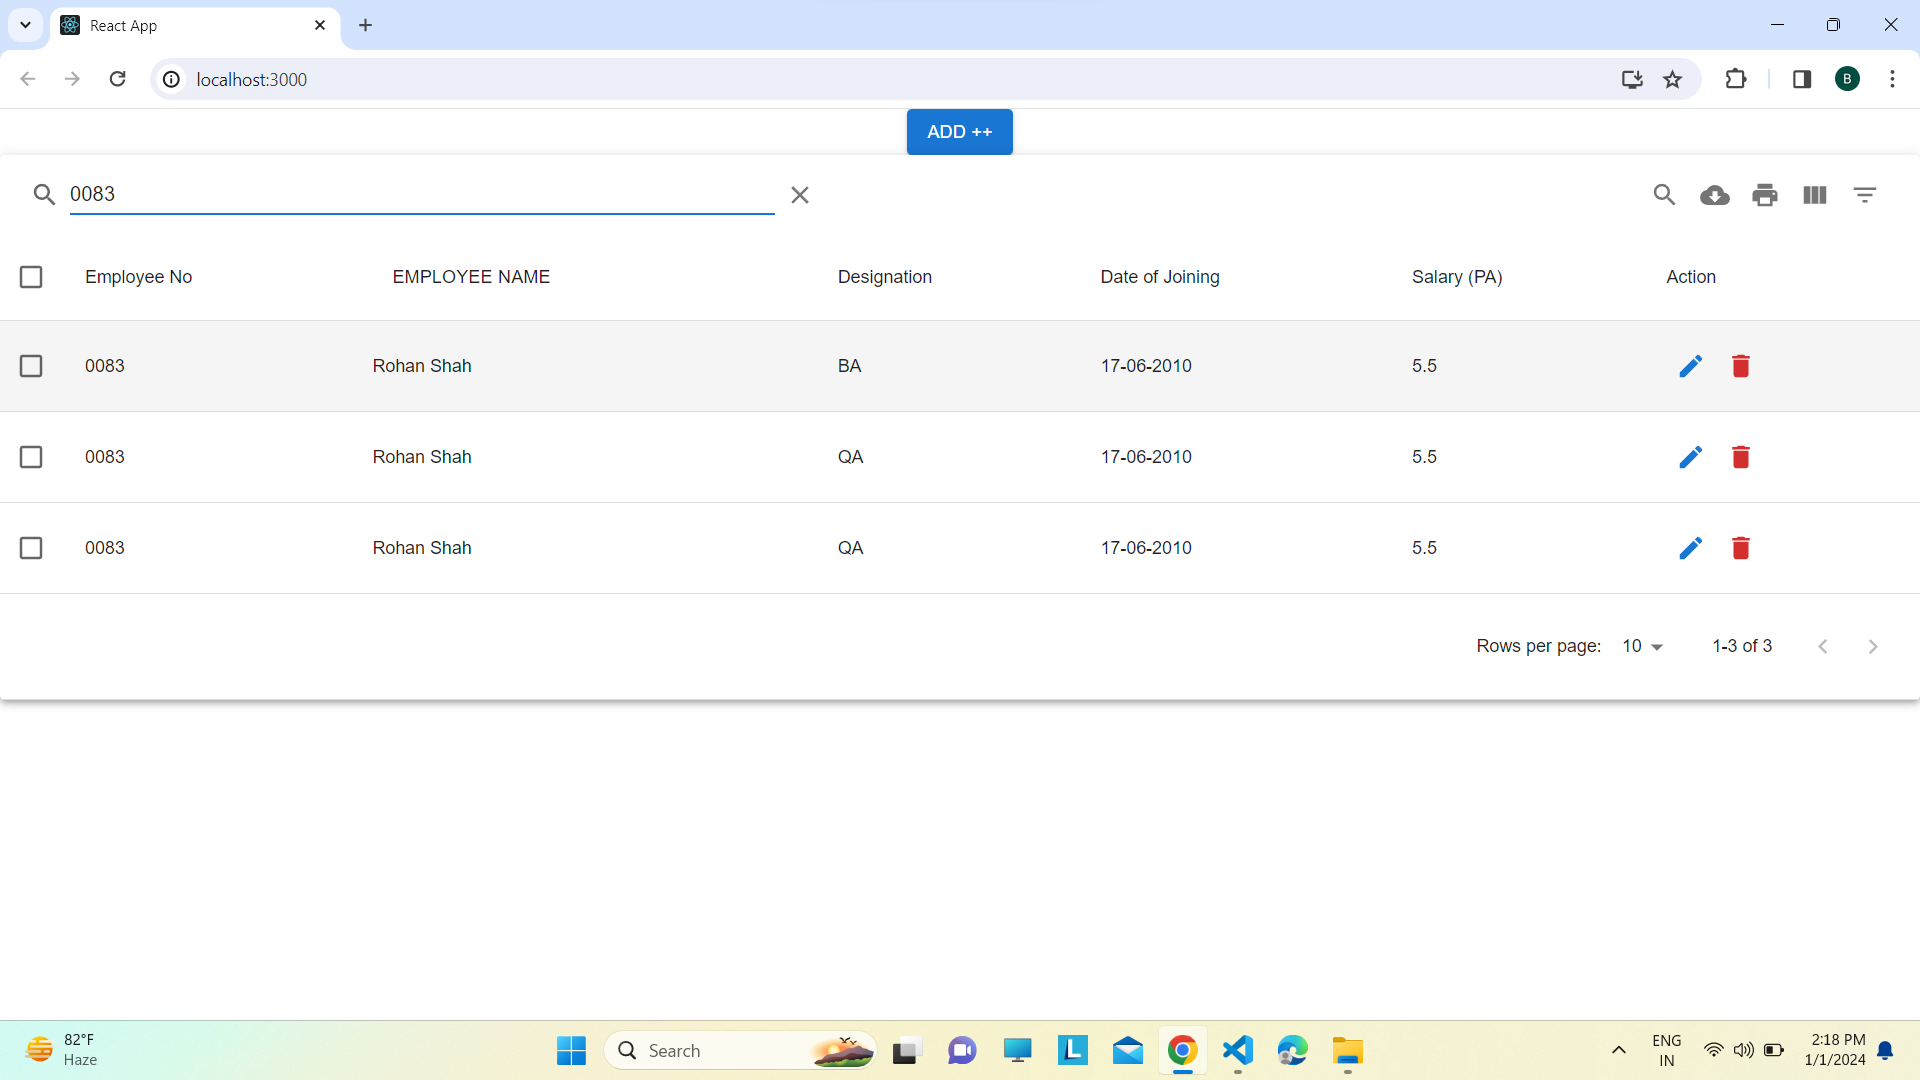 React App
localhost:3000
B
ADD ++
0083
Employee No EMPLOYEE NAME Designation Date of Joining Salary (PA) Action
0083 Rohan Shah BA 17-06-2010 5.5
0083 Rohan Shah QA 17-06-2010 5.5
0083 Rohan Shah QA 17-06-2010 5.5
Rows per page: 10 1-3 of 3
82°F
Haze
Search
L
ENG
IN
2:18 PM
1/1/2024